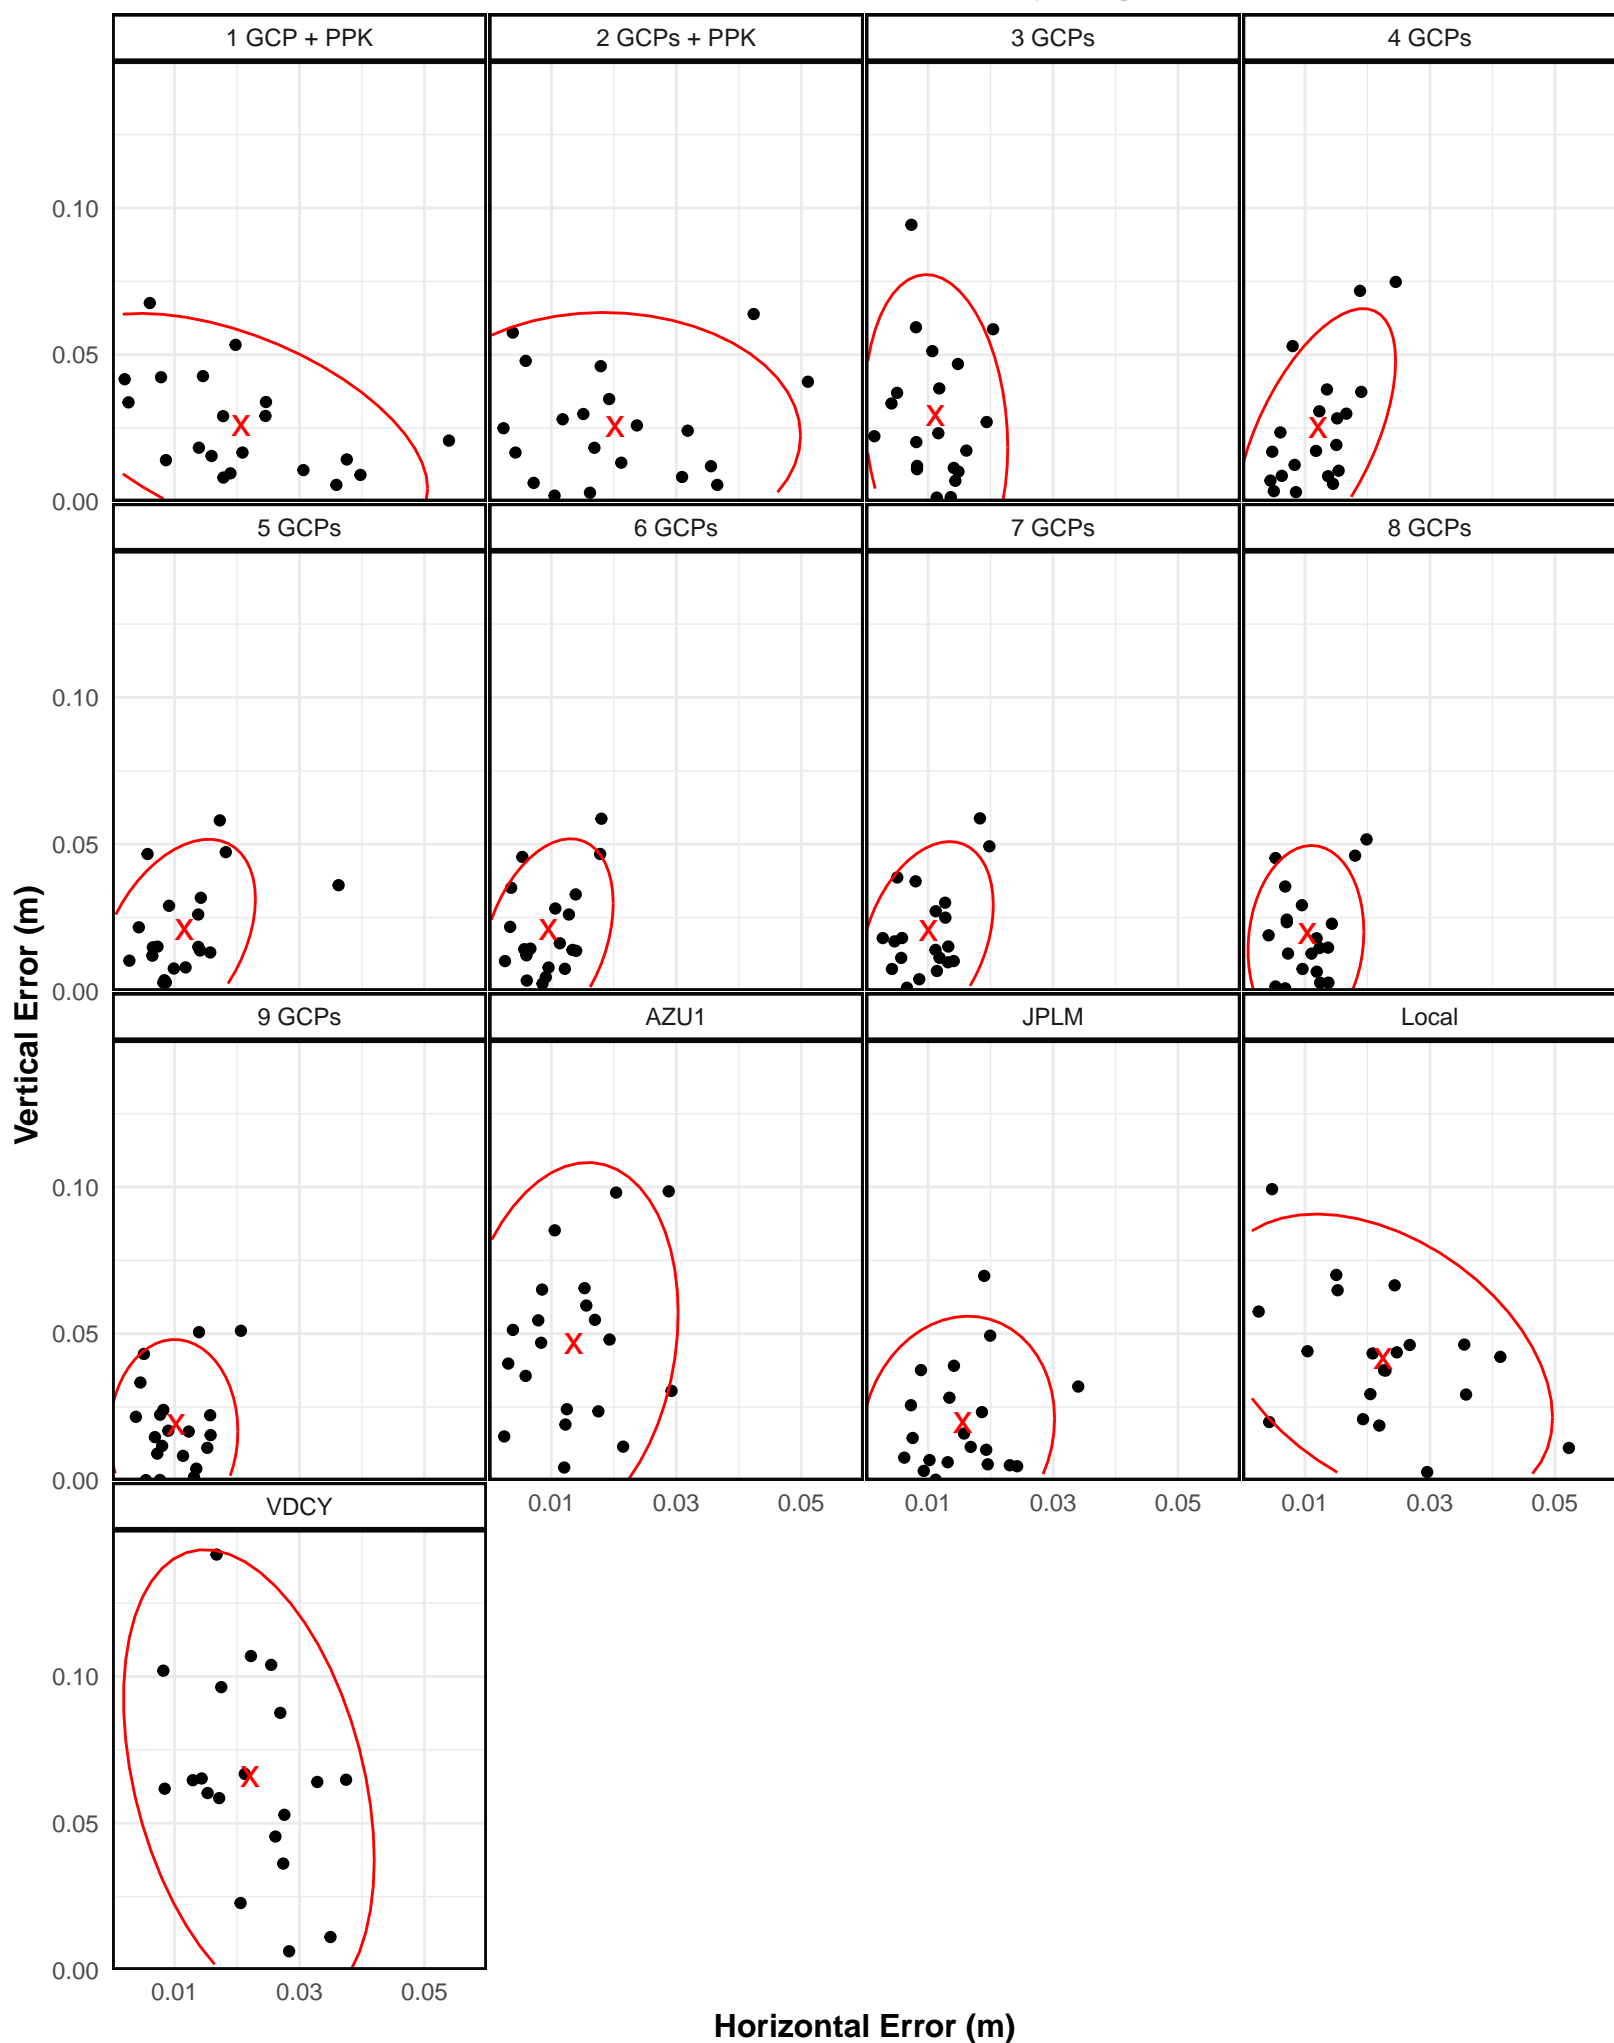 1 GCP + PPK 2 GCPs + PPK 3 GCPs 4 GCPs
0.10
0.05
0.00
5 GCPs 6 GCPs 7 GCPs 8 GCPs
0.10
0.05
0.00
9 GCPs AZU1 JPLM Local
0.10
0.05
0.00
0.01 0.03 0.05 0.01 0.03 0.05 0.01 0.03 0.05
VDCY
0.10
0.05
0.00
0.01 0.03 0.05
Vertical Error (m)
Horizontal Error (m)